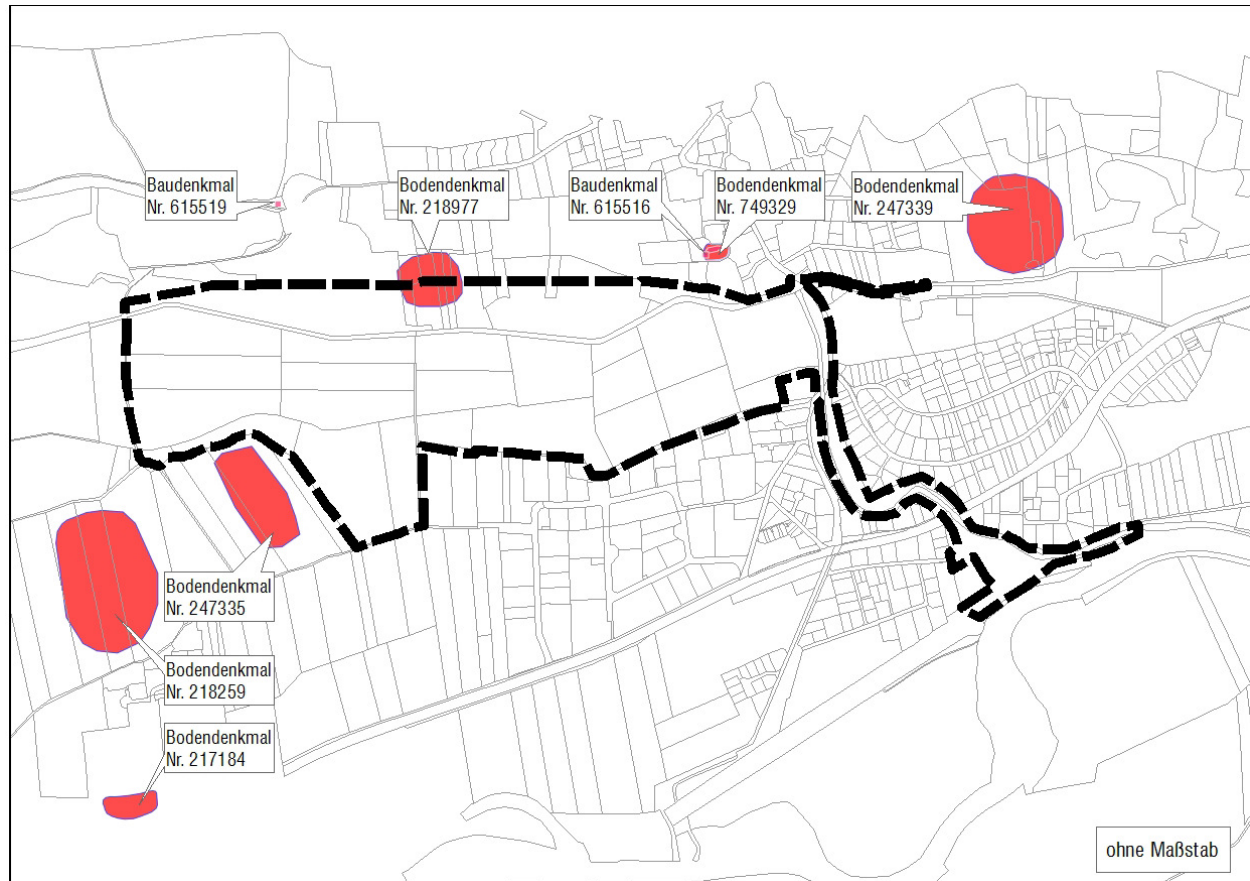 Baudenkmal
Nr. 615519
Bodendenkmal
Nr. 218977
Baudenkmal
Nr. 615516
Bodendenkmal
Nr. 749329
Bodendenkmal
Nr. 247339
Bodendenkmal
Nr. 247335
Bodendenkmal
Nr. 218259
Bodendenkmal
Nr. 217184
ohne Maßstab